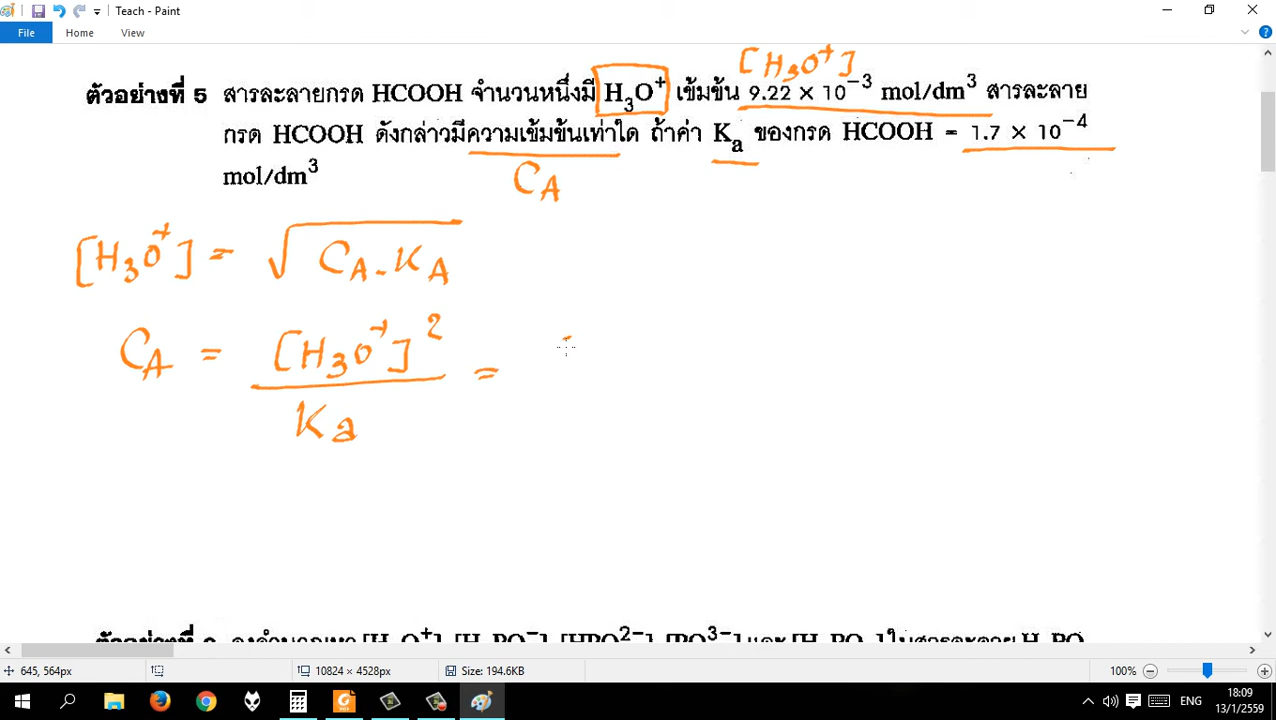 Teach - Paint
File Home View
[H₃O⁺]
ตัวอย่างที่ 5 สารละลายกรด HCOOH จำนวนหนึ่งมี H₃O⁺ เข้มข้น 9.22 × 10⁻³ mol/dm³ สารละลาย
กรด HCOOH ดังกล่าวมีความเข้มข้นเท่าใด ถ้าค่า Kₐ ของกรด HCOOH = 1.7 × 10⁻⁴
mol/dm³
CA
[H₃O⁺] = √CA.KA
CA = [H₃O⁺]² =
Ka
645, 564px 10824 × 4528px Size: 194.6KB 100%
ENG 18:09
13/1/2559